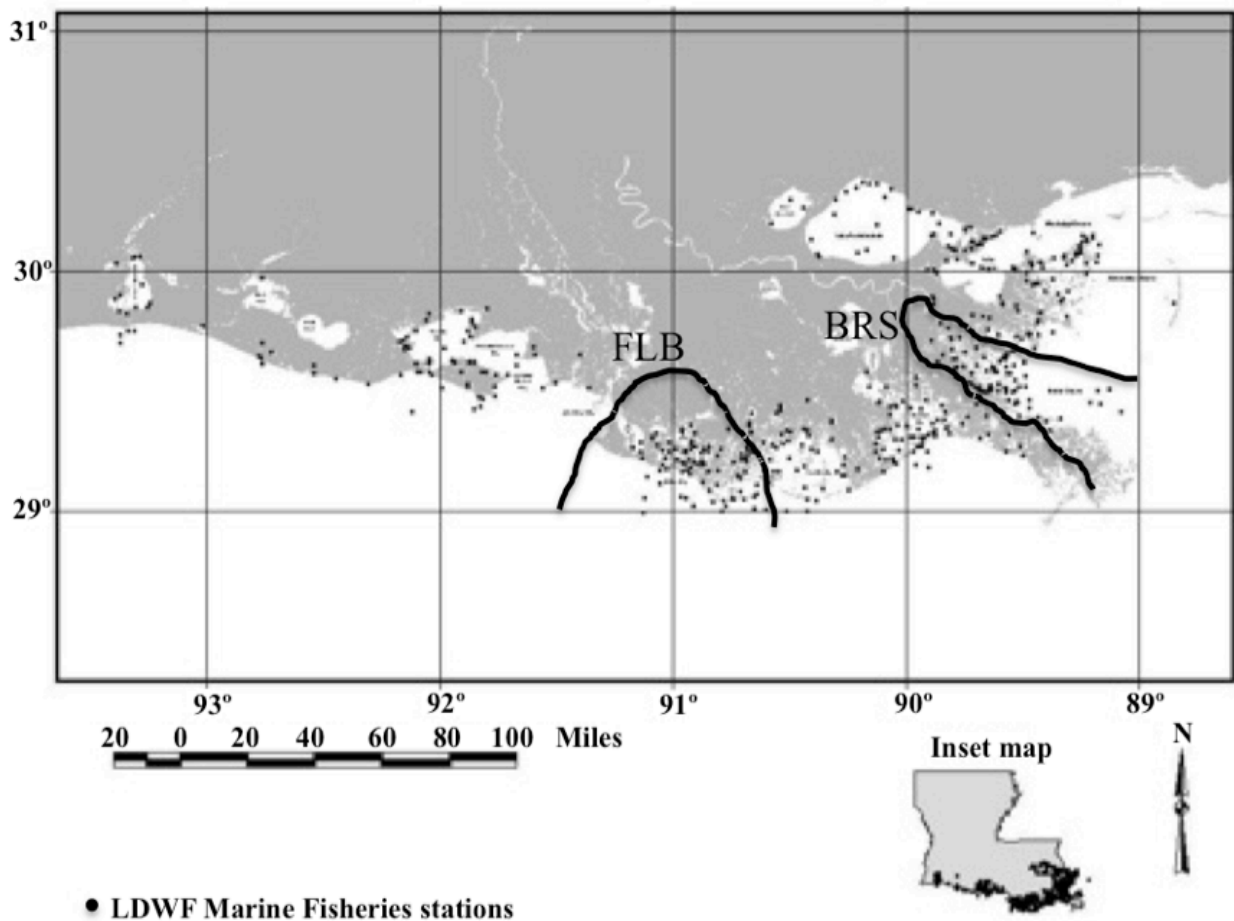 31º
30º
BRS
FLB
29º
93º 92º 91º 90º 89º
20 0 20 40 60 80 100 Miles
Inset map
N
LDWF Marine Fisheries stations